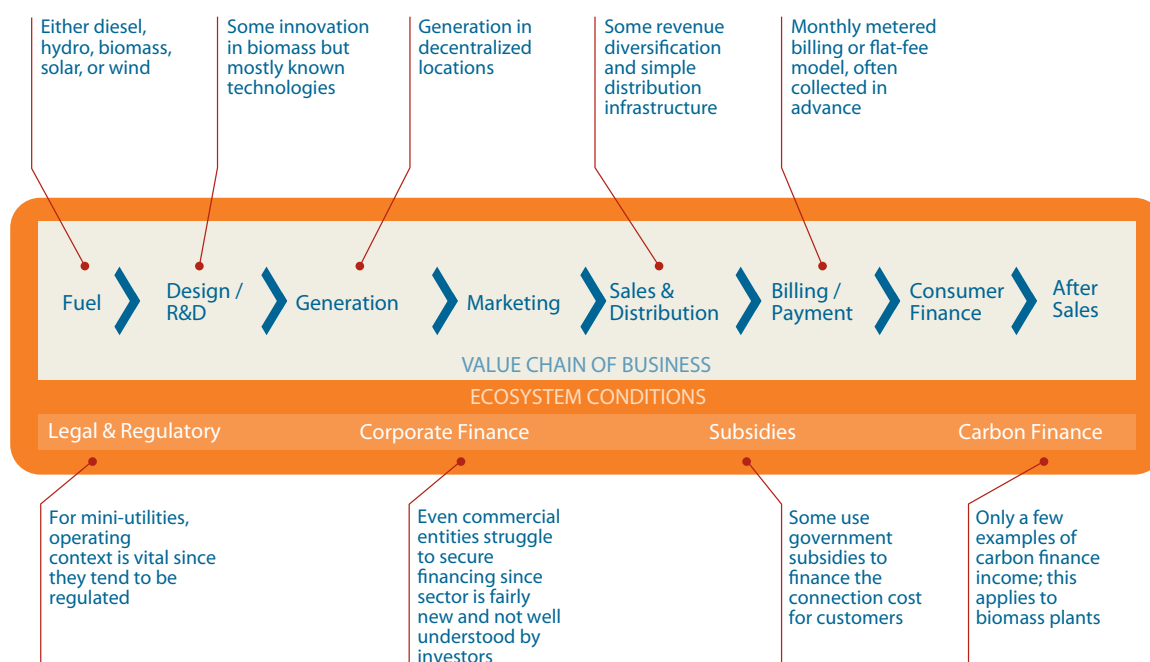 Either diesel,
hydro, biomass,
solar, or wind
Some innovation
in biomass but
mostly known
technologies
Generation in
decentralized
locations
Some revenue
diversification
and simple
distribution
infrastructure
Monthly metered
billing or flat-fee
model, often
collected in
advance
Fuel
Design /
R&D
Generation
Marketing
Sales &
Distribution
Billing /
Payment
Consumer
Finance
After
Sales
VALUE CHAIN OF BUSINESS
ECOSYSTEM CONDITIONS
Legal & Regulatory
Corporate Finance
Subsidies
Carbon Finance
For mini-utilities,
operating
context is vital since
they tend to be
regulated
Even commercial
entities struggle
to secure
financing since
sector is fairly
new and not well
understood by
investors
Some use
government
subsidies to
finance the
connection cost
for customers
Only a few
examples of
carbon finance
income; this
applies to
biomass plants